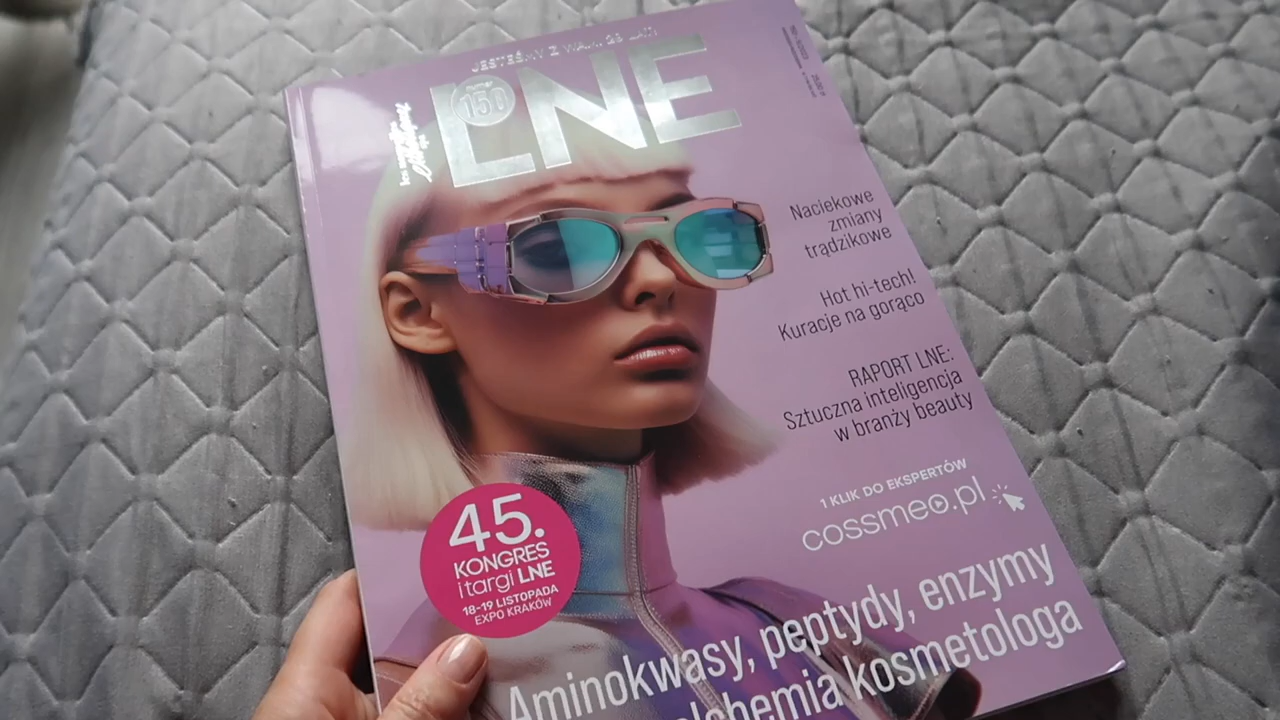 JESTEŚMY Z WAMI 25 LAT!
LNE
150
Naciekowe
zmiany
trądzikowe
Hot hi-tech!
Kuracje na gorąco
RAPORT LNE:
Sztuczna inteligencja
w branży beauty
1 KLIK DO EKSPERTÓW
cossmeo.pl
45.
KONGRES
i targi LNE
18-19 LISTOPADA
EXPO KRAKÓW
Aminokwasy, peptydy, enzymy
alchemia kosmetologa